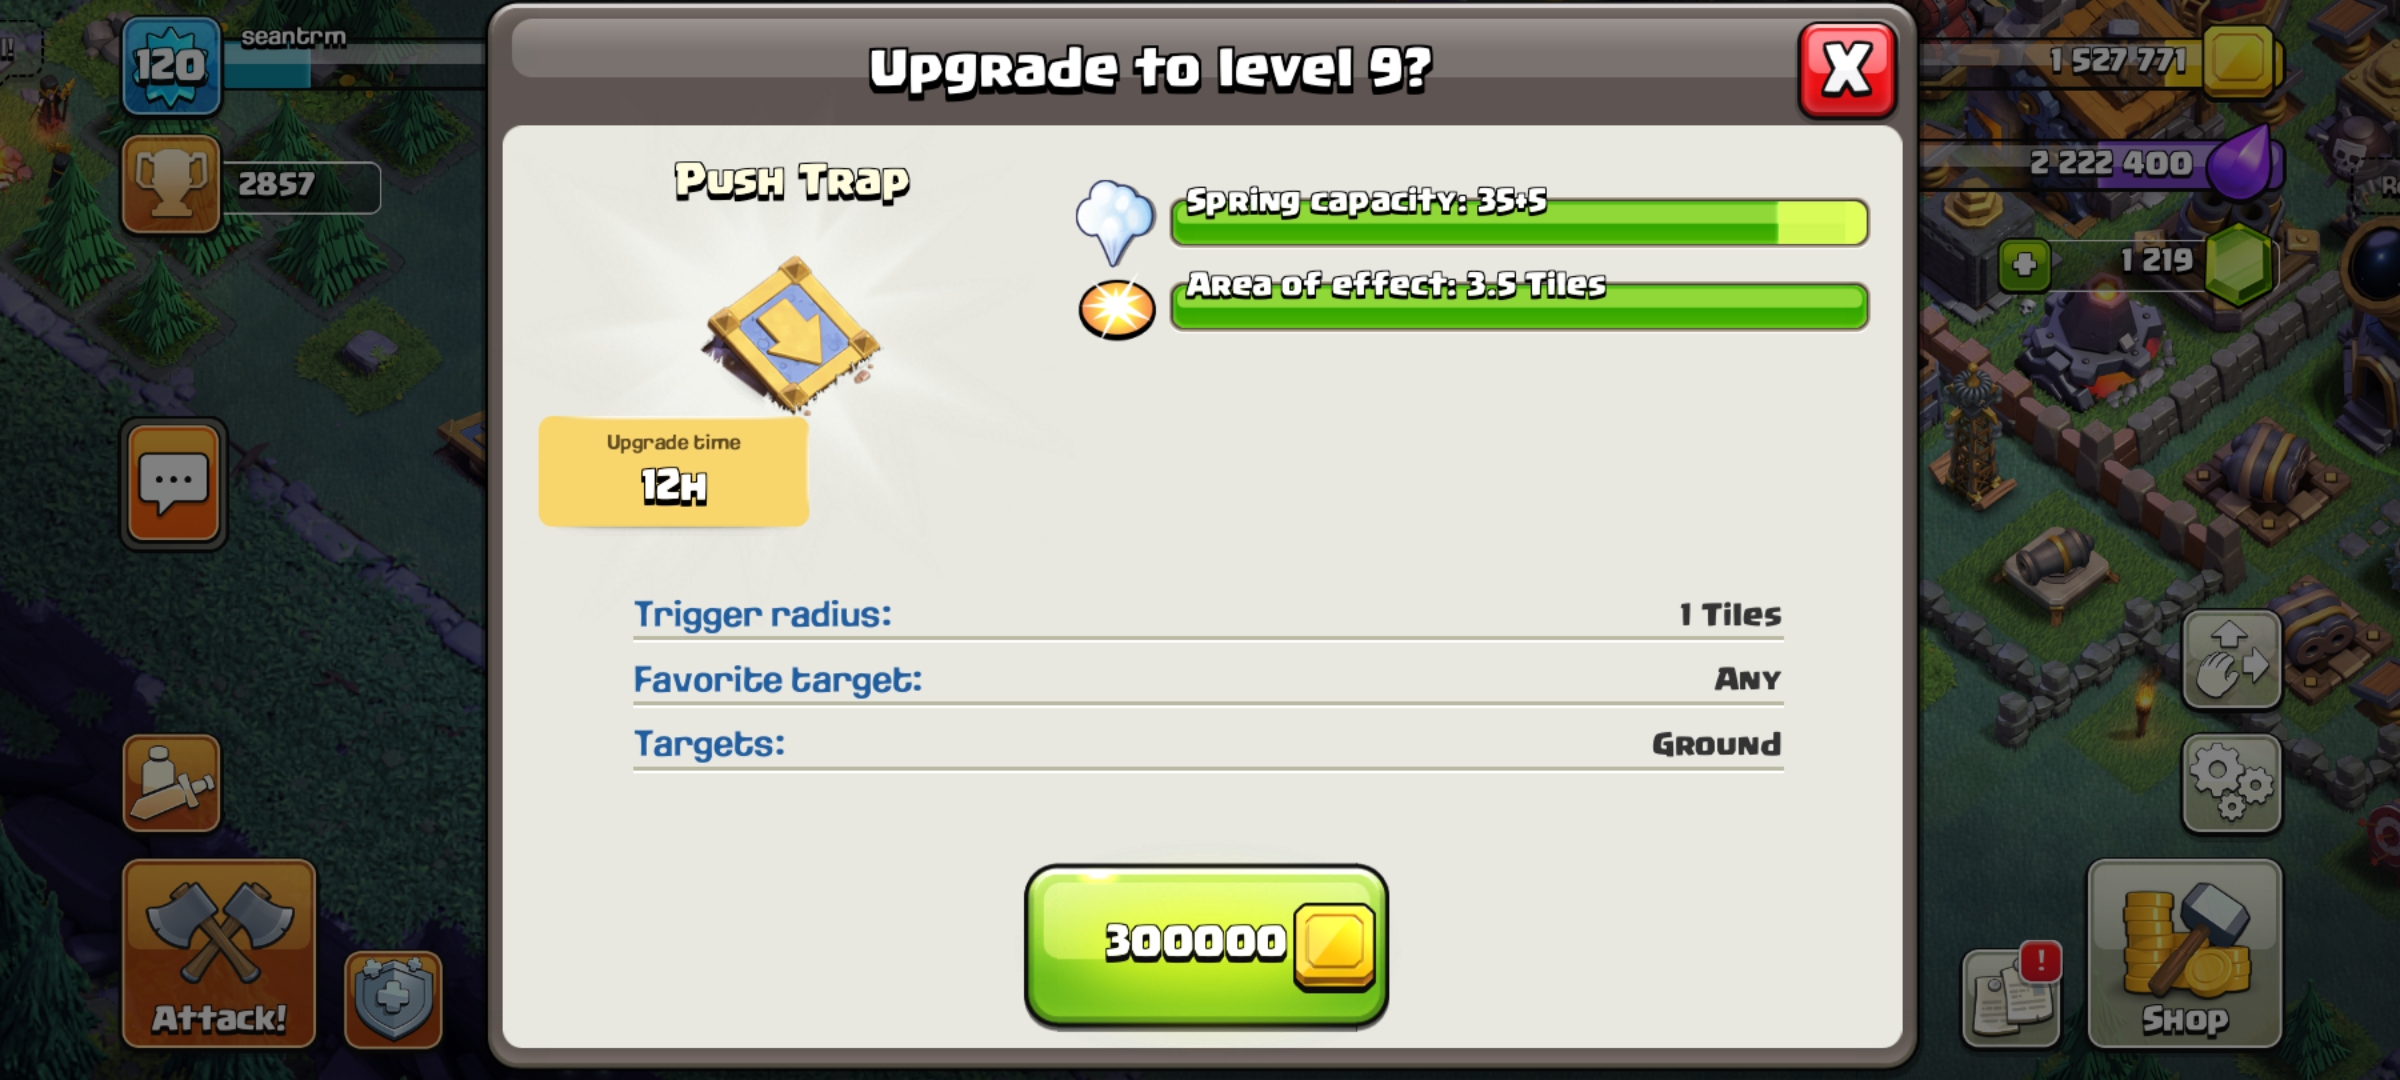 Upgrade to level 9?
X
120
seantrm
2857
1 527 771
2 222 400
1 219
Push Trap
Spring capacity: 35+5
Area of effect: 3.5 Tiles
Upgrade time
12H
Trigger radius: 1 Tiles
Favorite target: Any
Targets: Ground
300000
Attack!
!
Shop